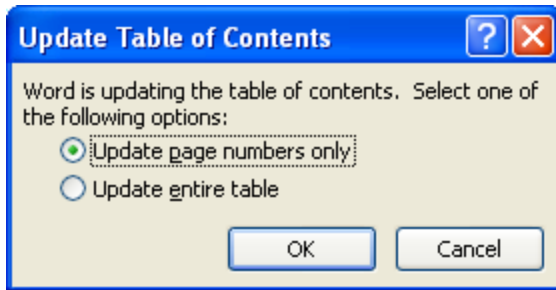 Update Table of Contents
?
Word is updating the table of contents. Select one of
the following options:
Update page numbers only
Update entire table
OK
Cancel